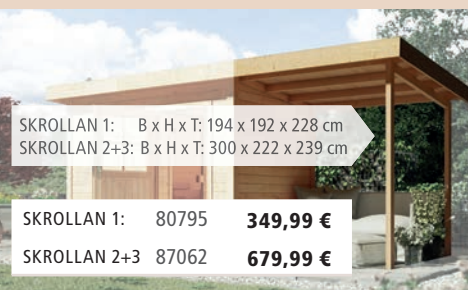 SKROLLAN 1: B x H x T: 194 x 192 x 228 cm
SKROLLAN 2+3: B x H x T: 300 x 222 x 239 cm
SKROLLAN 1: 80795 349,99 €
SKROLLAN 2+3 87062 679,99 €